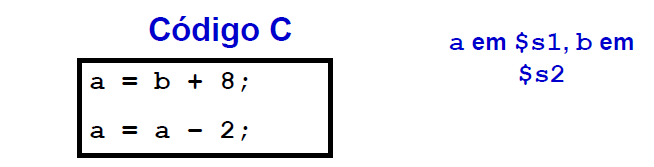 Código C
a = b + 8;
a = a - 2;
a em $s1, b em
$s2